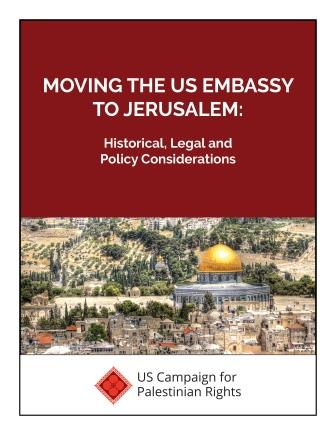 MOVING THE US EMBASSY
TO JERUSALEM:
Historical, Legal and
Policy Considerations
US Campaign for
Palestinian Rights